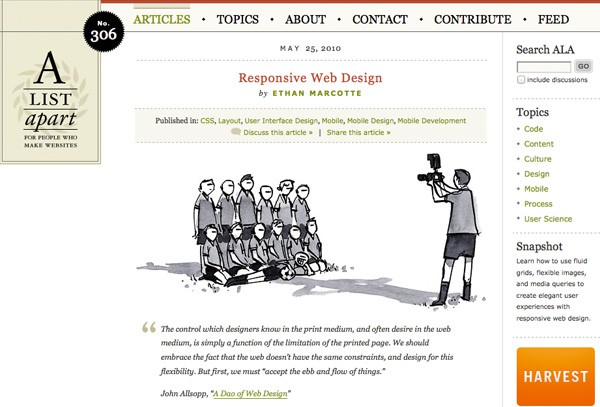 ARTICLES • TOPICS • ABOUT • CONTACT • CONTRIBUTE • FEED
No.
306
A
LIST
apart
FOR PEOPLE WHO
MAKE WEBSITES
MAY 25, 2010
Responsive Web Design
by ETHAN MARCOTTE
Published in: CSS, Layout, User Interface Design, Mobile, Mobile Design, Mobile Development
Discuss this article » | Share this article »
“ The control which designers know in the print medium, and often desire in the web
medium, is simply a function of the limitation of the printed page. We should
embrace the fact that the web doesn’t have the same constraints, and design for this
flexibility. But first, we must “accept the ebb and flow of things.”
John Allsopp, “A Dao of Web Design”
Search ALA
GO
include discussions
Topics
• Code
• Content
• Culture
• Design
• Mobile
• Process
• User Science
Snapshot
Learn how to use fluid
grids, flexible images,
and media queries to
create elegant user
experiences with
responsive web design.
HARVEST